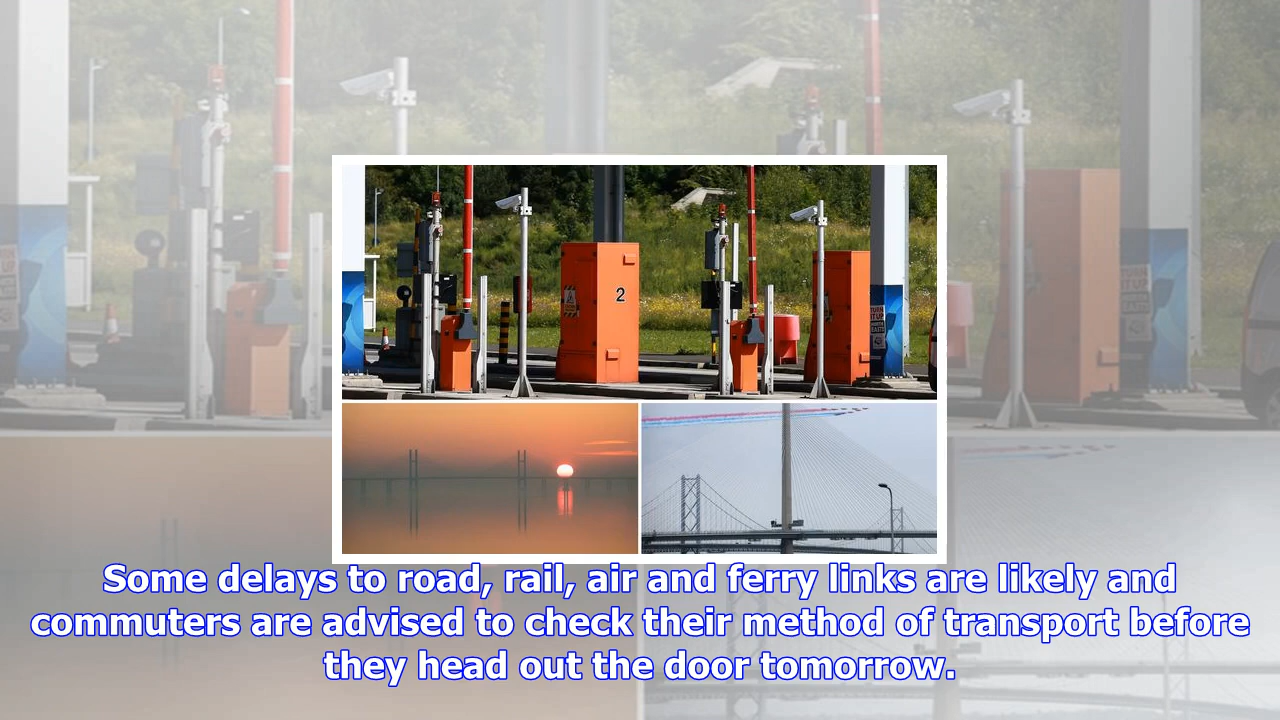 2
Some delays to road, rail, air and ferry links are likely and
commuters are advised to check their method of transport before
they head out the door tomorrow.